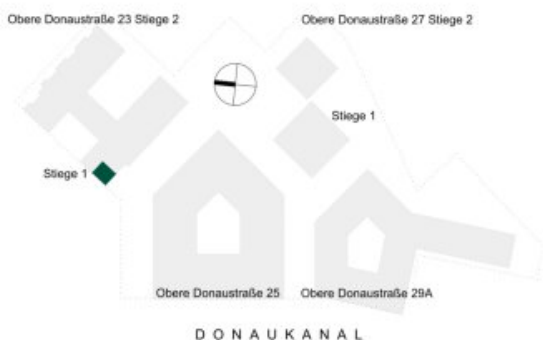 Obere Donaustraße 23 Stiege 2
Obere Donaustraße 27 Stiege 2
Stiege 1
Stiege 1
Obere Donaustraße 25
Obere Donaustraße 29A
DONAUKANAL